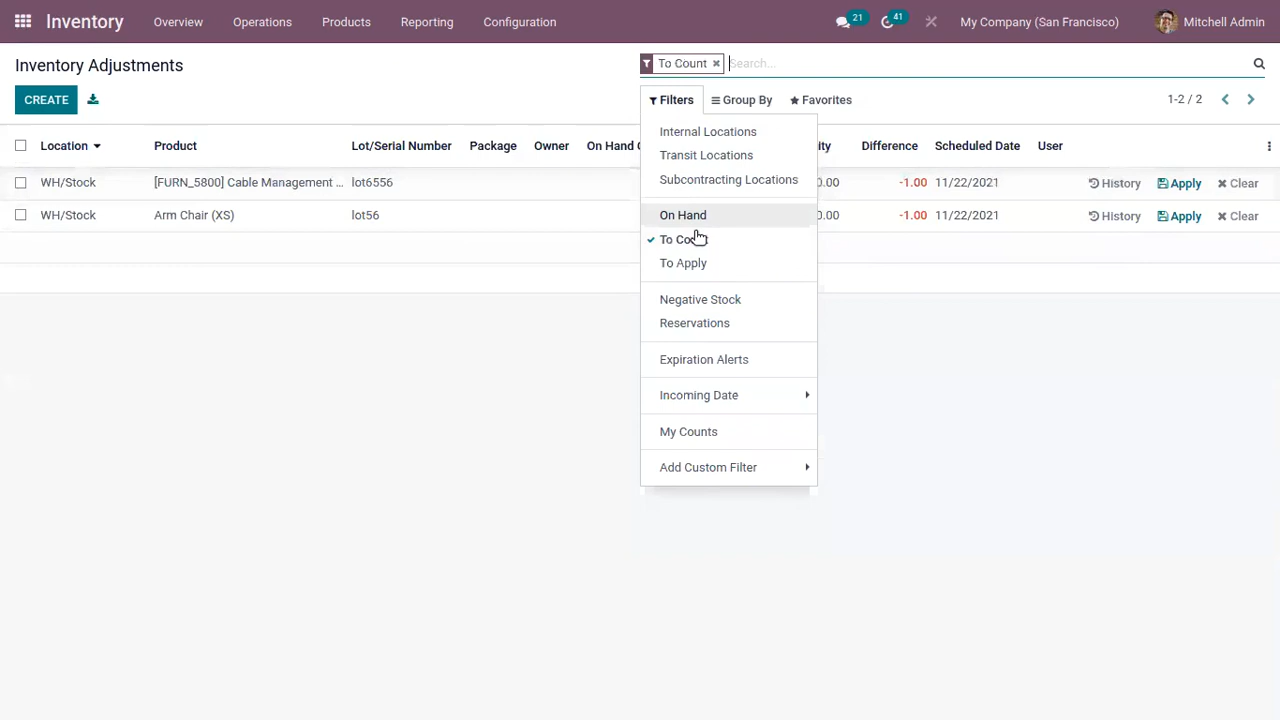 Inventory Overview Operations Products Reporting Configuration 21 41 My Company (San Francisco) Mitchell Admin
Inventory Adjustments
To Count Search...
CREATE
Filters Group By Favorites 1-2 / 2
Location Product Lot/Serial Number Package Owner On Hand Difference Scheduled Date User
WH/Stock [FURN_5800] Cable Management ... lot6556 0.00 -1.00 11/22/2021 History Apply Clear
WH/Stock Arm Chair (XS) lot56 0.00 -1.00 11/22/2021 History Apply Clear
Internal Locations
Transit Locations
Subcontracting Locations
On Hand
To Count
To Apply
Negative Stock
Reservations
Expiration Alerts
Incoming Date
My Counts
Add Custom Filter